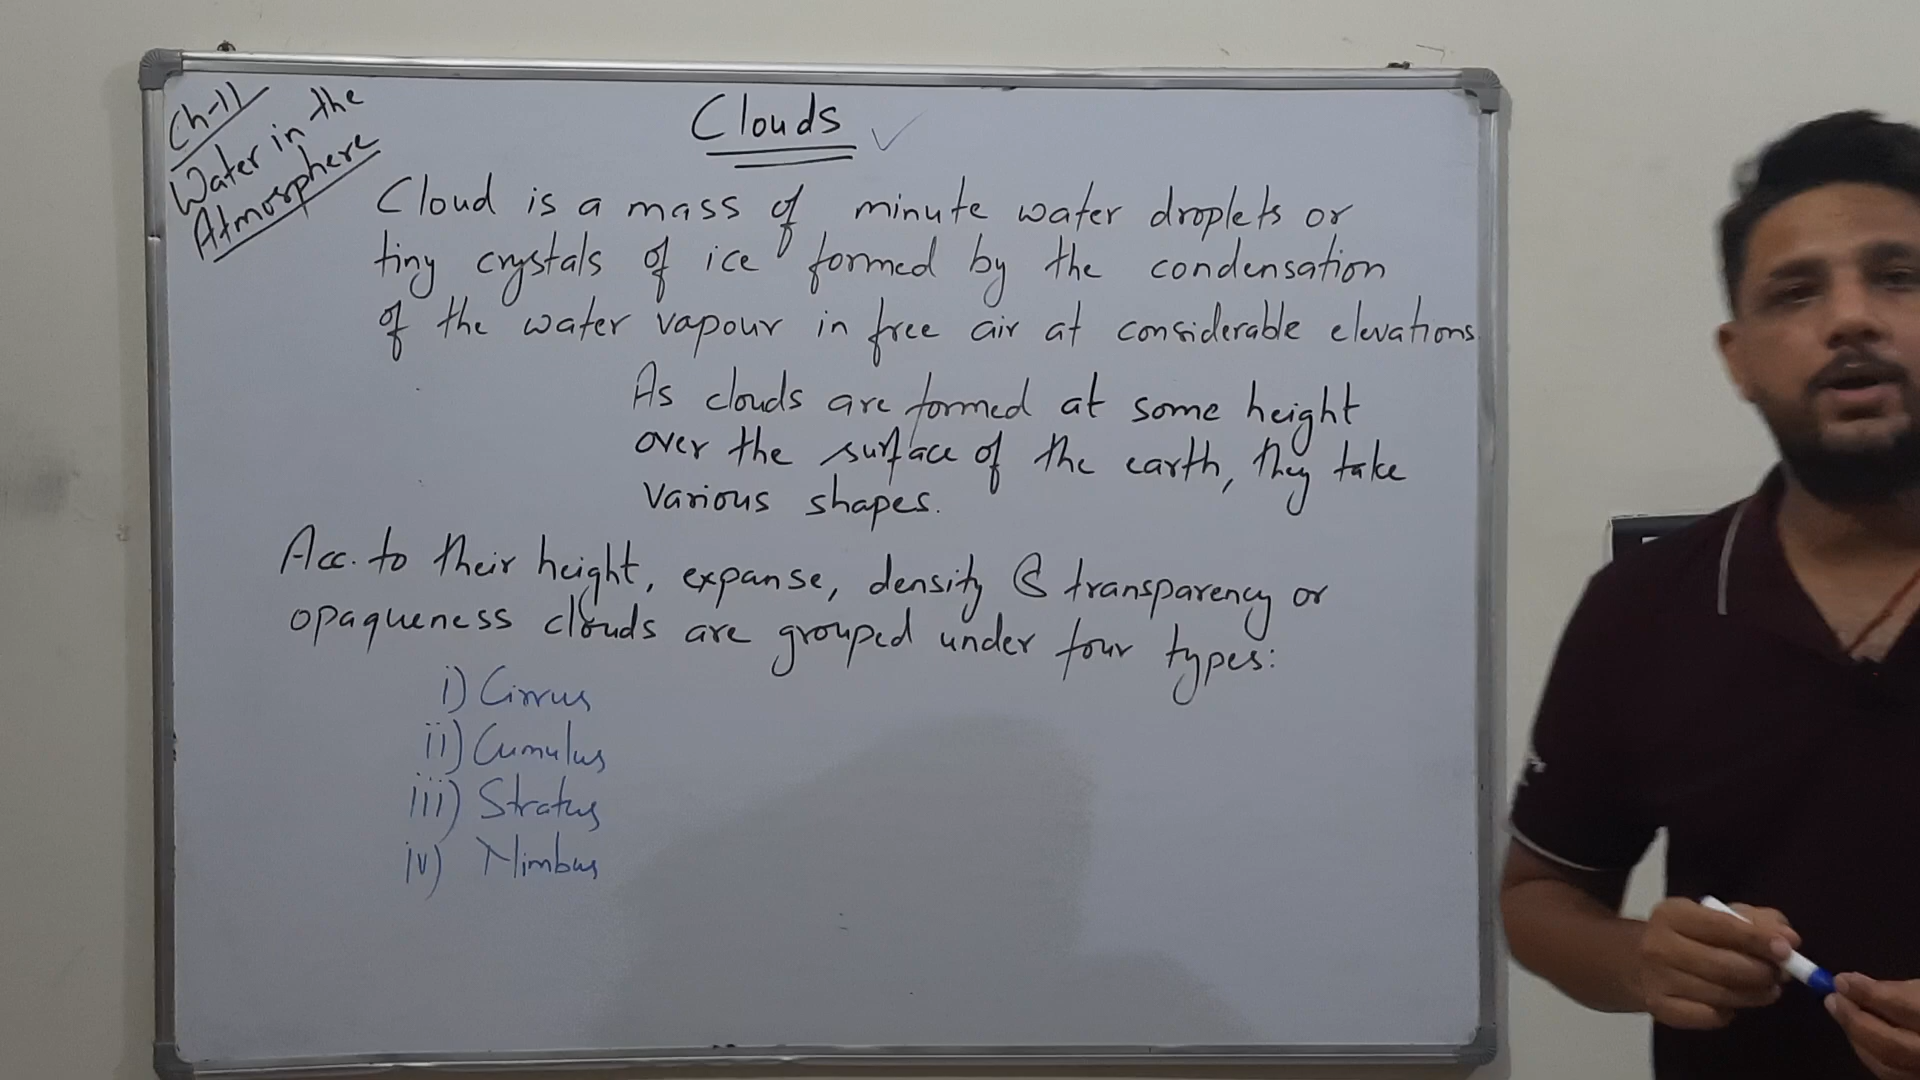 Ch-11
Water in the
Atmosphere
Clouds
Cloud is a mass of minute water droplets or
tiny crystals of ice formed by the condensation
of the water vapour in free air at considerable elevations.
As clouds are formed at some height
over the surface of the earth, they take
various shapes.
Acc. to their height, expanse, density & transparency or
opaqueness clouds are grouped under four types:
i) Cirrus
ii) Cumulus
iii) Stratus
iv) Nimbus